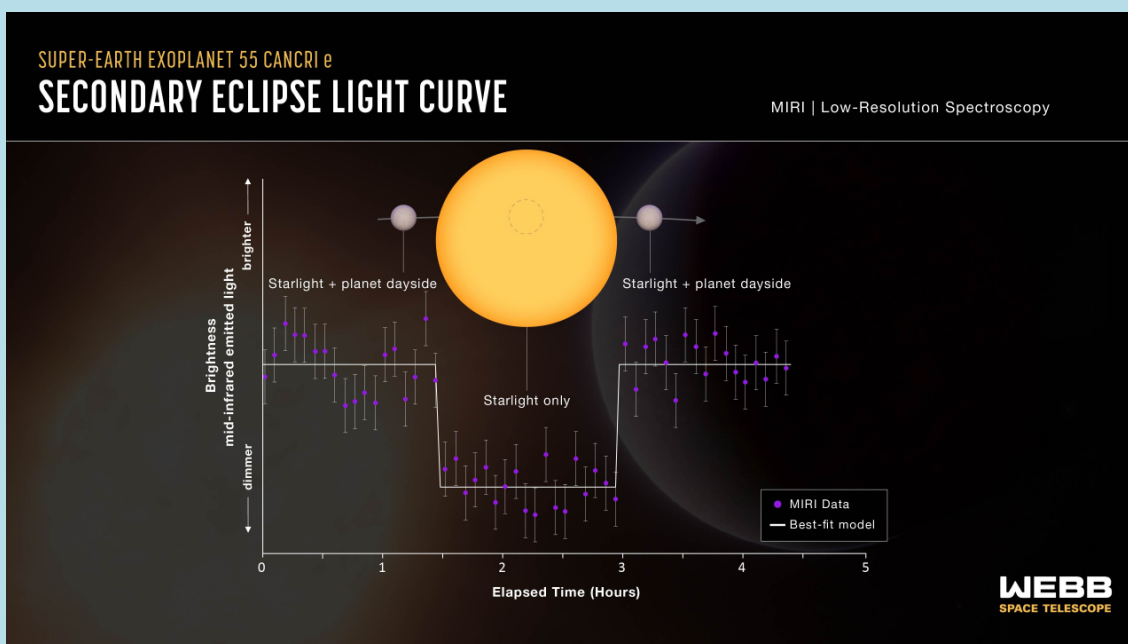 SUPER-EARTH EXOPLANET 55 CANCRI e
SECONDARY ECLIPSE LIGHT CURVE
MIRI | Low-Resolution Spectroscopy
Starlight + planet dayside
Starlight + planet dayside
Starlight only
Brightness
mid-infrared emitted light
brighter
dimmer
MIRI Data
Best-fit model
0 1 2 3 4 5
Elapsed Time (Hours)
WEBB
SPACE TELESCOPE